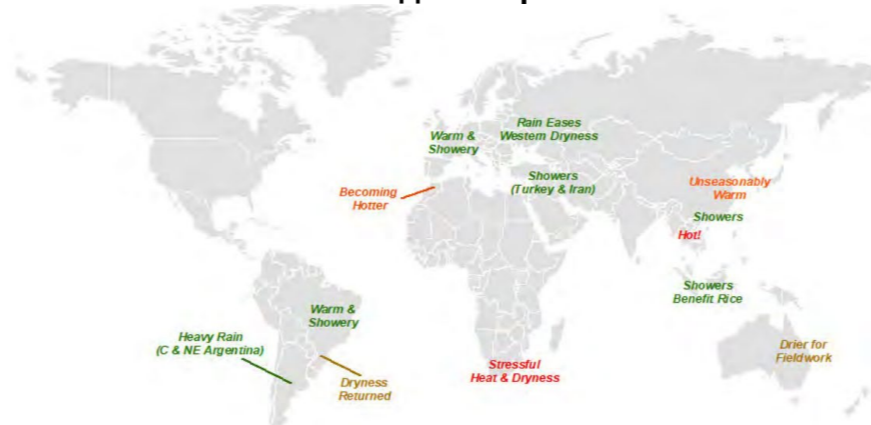 Warm &
Showery
Rain Eases
Western Dryness
Showers
(Turkey & Iran)
Becoming
Hotter
Unseasonably
Warm
Showers
Hot!
Showers
Benefit Rice
Warm &
Showery
Heavy Rain
(C & NE Argentina)
Dryness
Returned
Stressful
Heat & Dryness
Drier for
Fieldwork